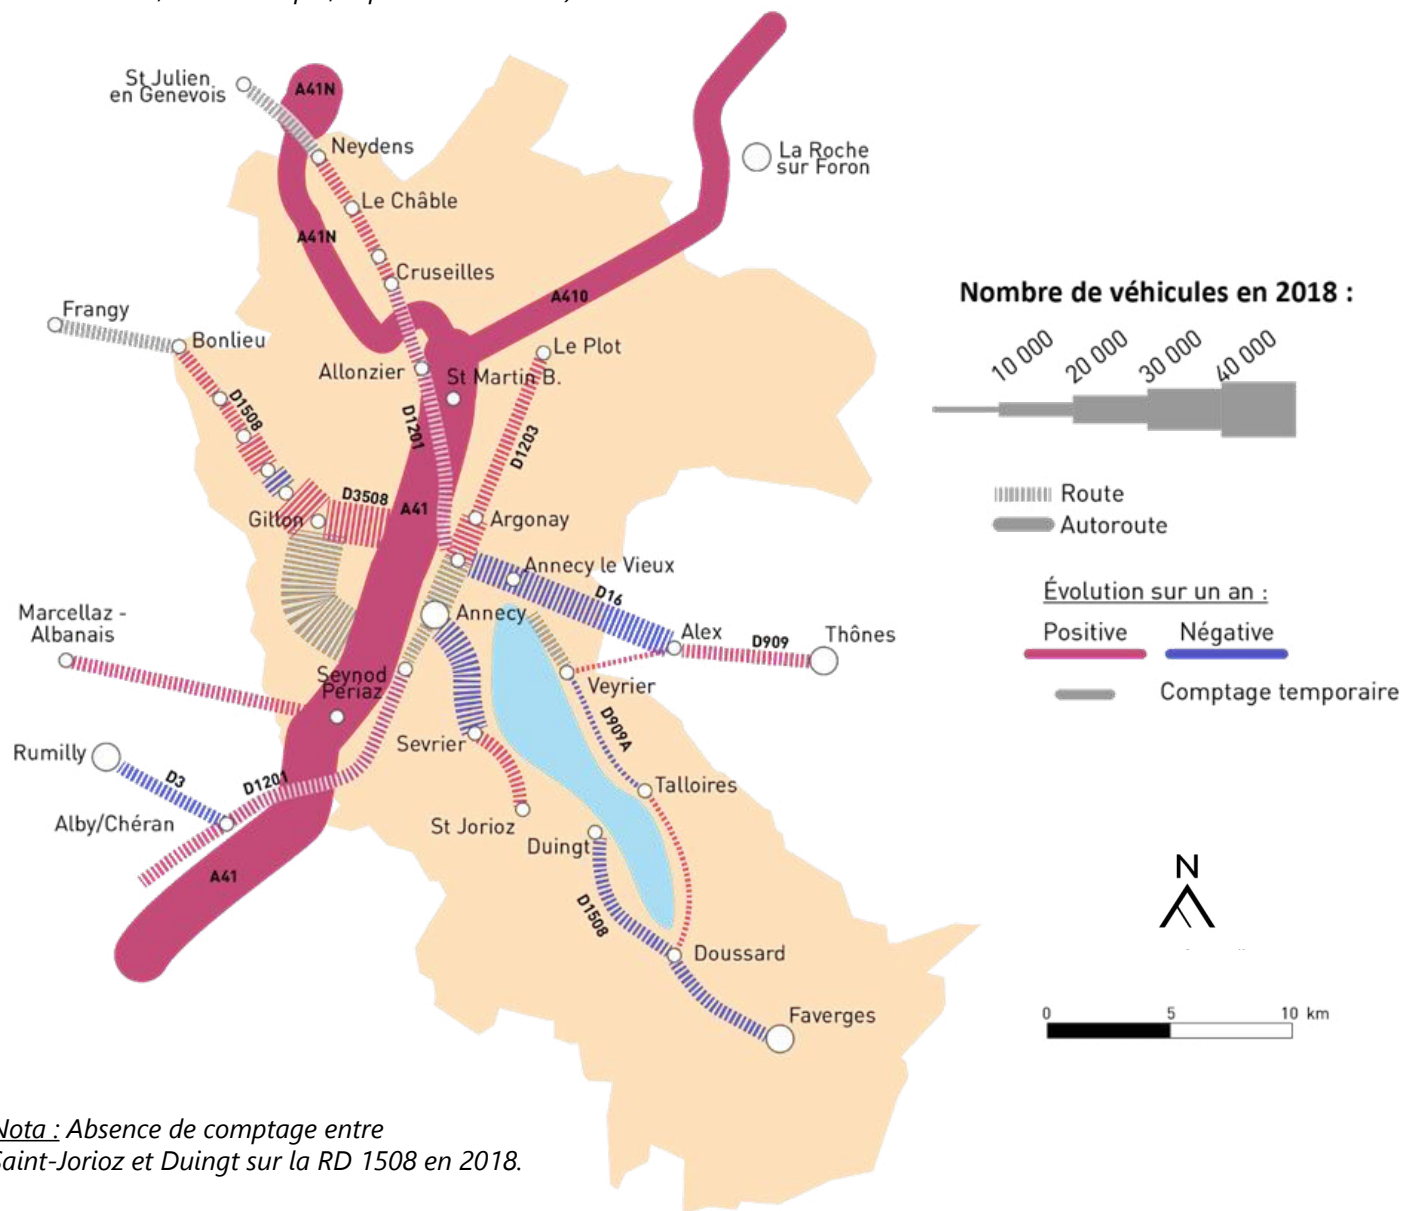 St Julien
en Genevois
A41N
Neydens
La Roche
sur Foron
Le Châble
A41N
Cruseilles
A410
Frangy
Bonlieu
Le Plot
Allonzier
St Martin B.
D1508
D1201
D1203
D3508
A41
Gillon
Argonay
Annecy le Vieux
D16
Marcellaz -
Albanais
Annecy
Alex
D909
Thônes
Seynod
Périaz
Veyrier
D909A
Rumilly
D3
D1201
Sevrier
Talloires
Alby/Chéran
St Jorioz
Duingt
A41
D1508
Doussard
Faverges
Nombre de véhicules en 2018 :
10 000
20 000
30 000
40 000
Route
Autoroute
Évolution sur un an :
Positive
Négative
Comptage temporaire
N
0 5 10 km
Nota : Absence de comptage entre
Saint-Jorioz et Duingt sur la RD 1508 en 2018.